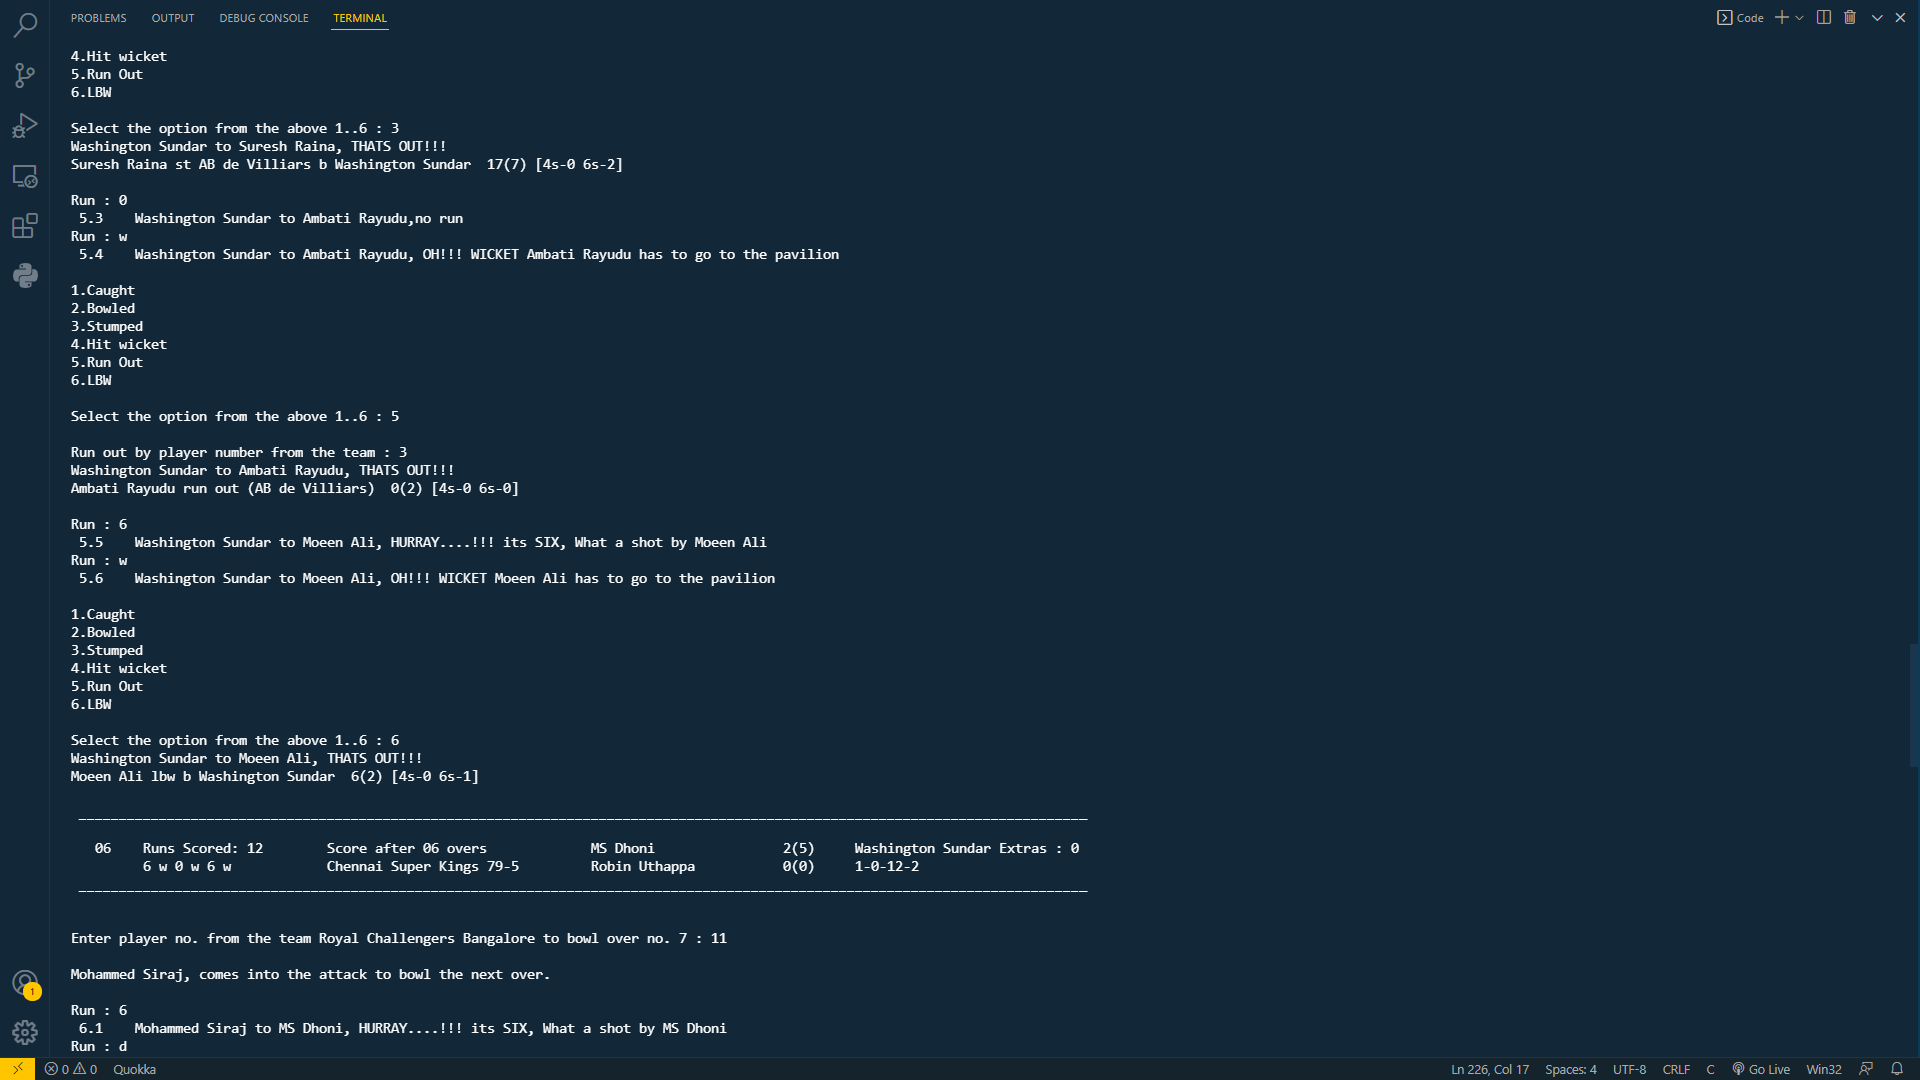 PROBLEMS OUTPUT DEBUG CONSOLE TERMINAL Code
4.Hit wicket
5.Run Out
6.LBW
Select the option from the above 1..6 : 3
Washington Sundar to Suresh Raina, THATS OUT!!!
Suresh Raina st AB de Villiars b Washington Sundar 17(7) [4s-0 6s-2]
Run : 0
5.3 Washington Sundar to Ambati Rayudu,no run
Run : w
5.4 Washington Sundar to Ambati Rayudu, OH!!! WICKET Ambati Rayudu has to go to the pavilion
1.Caught
2.Bowled
3.Stumped
4.Hit wicket
5.Run Out
6.LBW
Select the option from the above 1..6 : 5
Run out by player number from the team : 3
Washington Sundar to Ambati Rayudu, THATS OUT!!!
Ambati Rayudu run out (AB de Villiars) 0(2) [4s-0 6s-0]
Run : 6
5.5 Washington Sundar to Moeen Ali, HURRAY....!!! its SIX, What a shot by Moeen Ali
Run : w
5.6 Washington Sundar to Moeen Ali, OH!!! WICKET Moeen Ali has to go to the pavilion
1.Caught
2.Bowled
3.Stumped
4.Hit wicket
5.Run Out
6.LBW
Select the option from the above 1..6 : 6
Washington Sundar to Moeen Ali, THATS OUT!!!
Moeen Ali lbw b Washington Sundar 6(2) [4s-0 6s-1]
06 Runs Scored: 12 Score after 06 overs MS Dhoni 2(5) Washington Sundar Extras : 0
6 w 0 w 6 w Chennai Super Kings 79-5 Robin Uthappa 0(0) 1-0-12-2
Enter player no. from the team Royal Challengers Bangalore to bowl over no. 7 : 11
Mohammed Siraj, comes into the attack to bowl the next over.
Run : 6
6.1 Mohammed Siraj to MS Dhoni, HURRAY....!!! its SIX, What a shot by MS Dhoni
Run : d
1
0 0 Quokka Ln 226, Col 17 Spaces: 4 UTF-8 CRLF C Go Live Win32